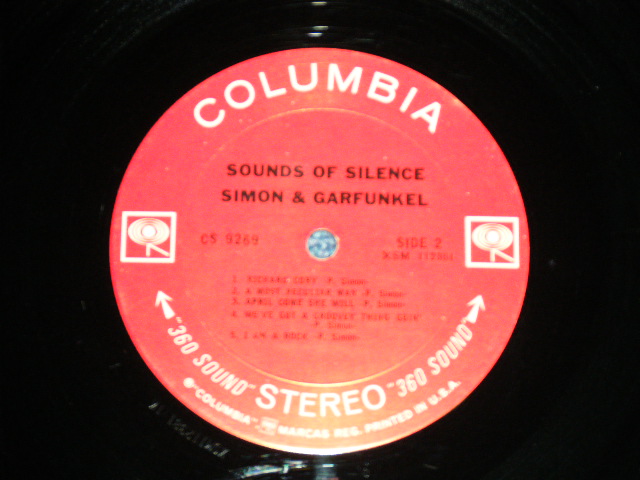 COLUMBIA
SOUNDS OF SILENCE
SIMON & GARFUNKEL
CS 9269
SIDE 2
XSM
1. RICHARD CORY (P. Simon)
2. A MOST PECULIAR MAN (P. Simon)
3. APRIL COME SHE WILL (P. Simon)
4. WE'VE GOT A GROOVEY THING GOIN'
(P. Simon)
5. I AM A ROCK (P. Simon)
"360 SOUND" STEREO "360 SOUND"
® "COLUMBIA", MARCAS REG. PRINTED IN U.S.A.